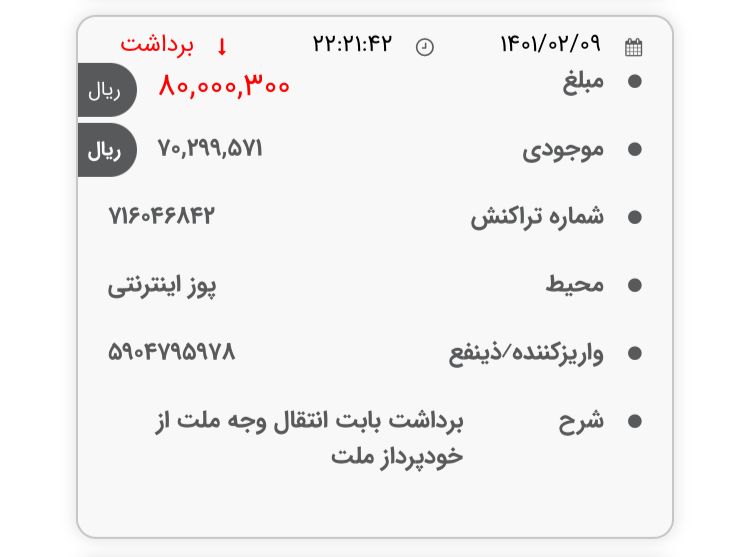 ۱۴۰۱/۰۲/۰۹ ۲۲:۲۱:۴۲ برداشت
مبلغ ۸۰,۰۰۰,۳۰۰ ریال
موجودی ۷۰,۲۹۹,۵۷۱ ریال
شماره تراکنش ۷۱۶۰۴۶۸۴۲
محیط پوز اینترنتی
واریزکننده/ذینفع ۵۹۰۴۷۹۵۹۷۸
شرح برداشت بابت انتقال وجه ملت از
خودپرداز ملت